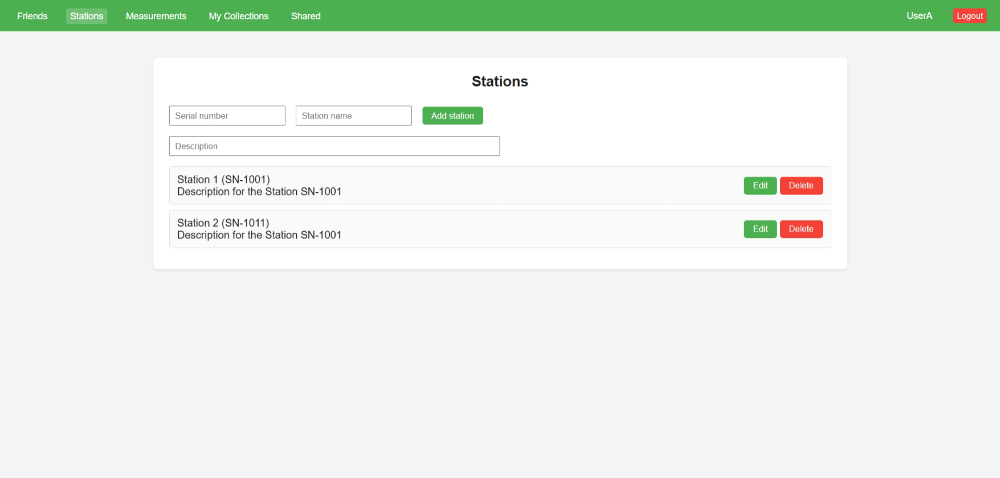 Friends Stations Measurements My Collections Shared UserA Logout
Stations
Serial number Station name Add station
Description
Station 1 (SN-1001)
Description for the Station SN-1001
Edit Delete
Station 2 (SN-1011)
Description for the Station SN-1001
Edit Delete